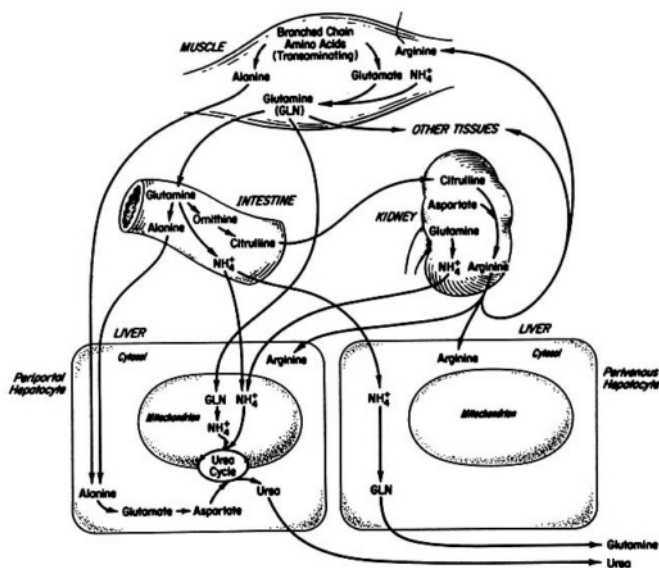 MUSCLE
Branched Chain
Amino Acids
(Transaminating)
Arginine
Alanine
Glutamate
NH₄⁺
Glutamine
(GLN)
OTHER TISSUES
INTESTINE
Glutamine
Ornithine
Alanine
Citrulline
NH₄⁺
KIDNEY
Citrulline
Aspartate
Glutamine
NH₄⁺
Arginine
LIVER
Cytosol
Periportal
Hepatocyte
Arginine
GLN
NH₄⁺
Mitochondrion
NH₄⁺
Urea
Cycle
Alanine
Glutamate
Aspartate
Urea
LIVER
Cytosol
Perivenous
Hepatocyte
Arginine
NH₄⁺
Mitochondrion
GLN
Glutamine
Urea